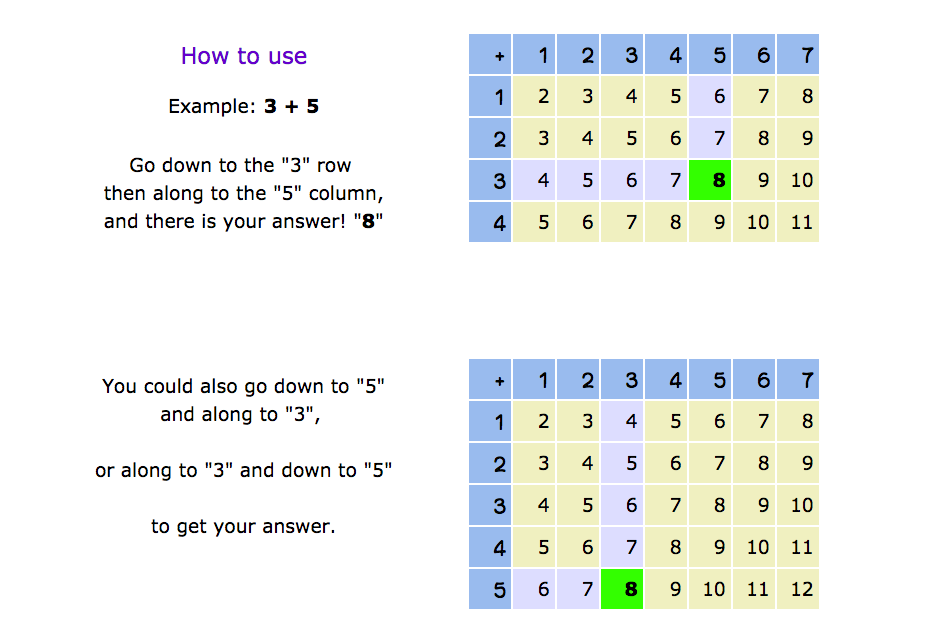 How to use
Example: 3 + 5
Go down to the "3" row
then along to the "5" column,
and there is your answer! "8"
+ 1 2 3 4 5 6 7
1 2 3 4 5 6 7 8
2 3 4 5 6 7 8 9
3 4 5 6 7 8 9 10
4 5 6 7 8 9 10 11
You could also go down to "5"
and along to "3",
or along to "3" and down to "5"
to get your answer.
+ 1 2 3 4 5 6 7
1 2 3 4 5 6 7 8
2 3 4 5 6 7 8 9
3 4 5 6 7 8 9 10
4 5 6 7 8 9 10 11
5 6 7 8 9 10 11 12